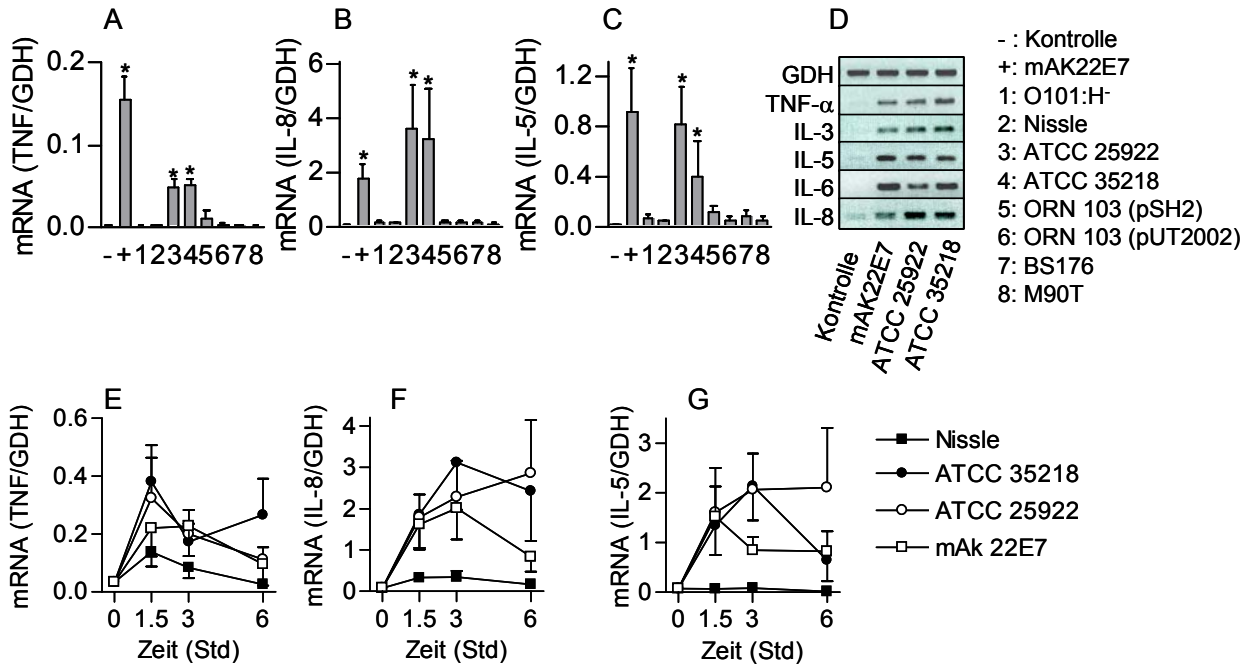 A
mRNA (TNF/GDH)
0.2
0.1
0.0
*
*
*
-+12345678
B
mRNA (IL-8/GDH)
6
4
2
0
*
*
*
-+12345678
C
mRNA (IL-5/GDH)
1.2
0.8
0.4
0.0
*
*
*
-+12345678
D
GDH
TNF-α
IL-3
IL-5
IL-6
IL-8
Kontrolle
mAK22E7
ATCC 25922
ATCC 35218
- : Kontrolle
+: mAK22E7
1: O101:H-
2: Nissle
3: ATCC 25922
4: ATCC 35218
5: ORN 103 (pSH2)
6: ORN 103 (pUT2002)
7: BS176
8: M90T
E
mRNA (TNF/GDH)
0.6
0.4
0.2
0.0
0 1.5 3 6
Zeit (Std)
F
mRNA (IL-8/GDH)
4
3
2
1
0
0 1.5 3 6
Zeit (Std)
G
mRNA (IL-5/GDH)
3
2
1
0
0 1.5 3 6
Zeit (Std)
Nissle
ATCC 35218
ATCC 25922
mAk 22E7